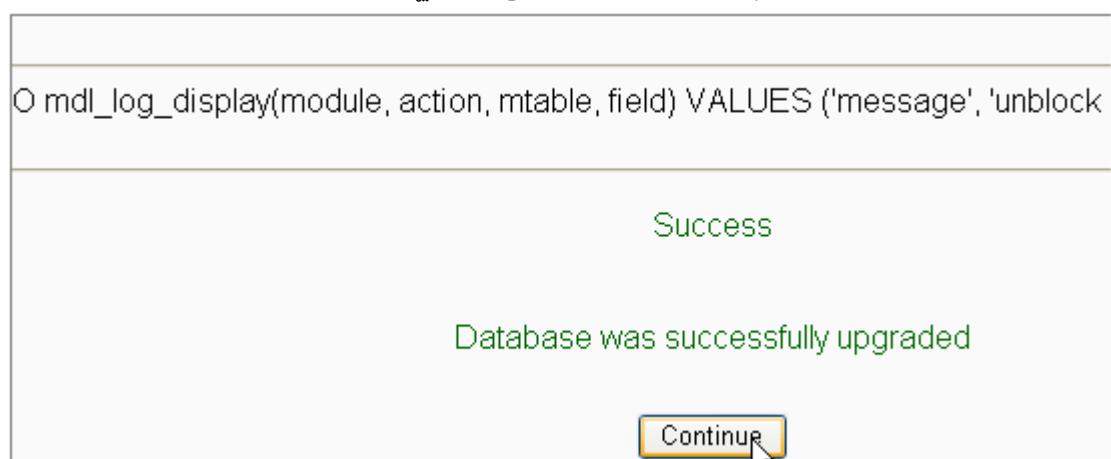 O mdl_log_display(module, action, mtable, field) VALUES ('message', 'unblock
Success
Database was successfully upgraded
Continue